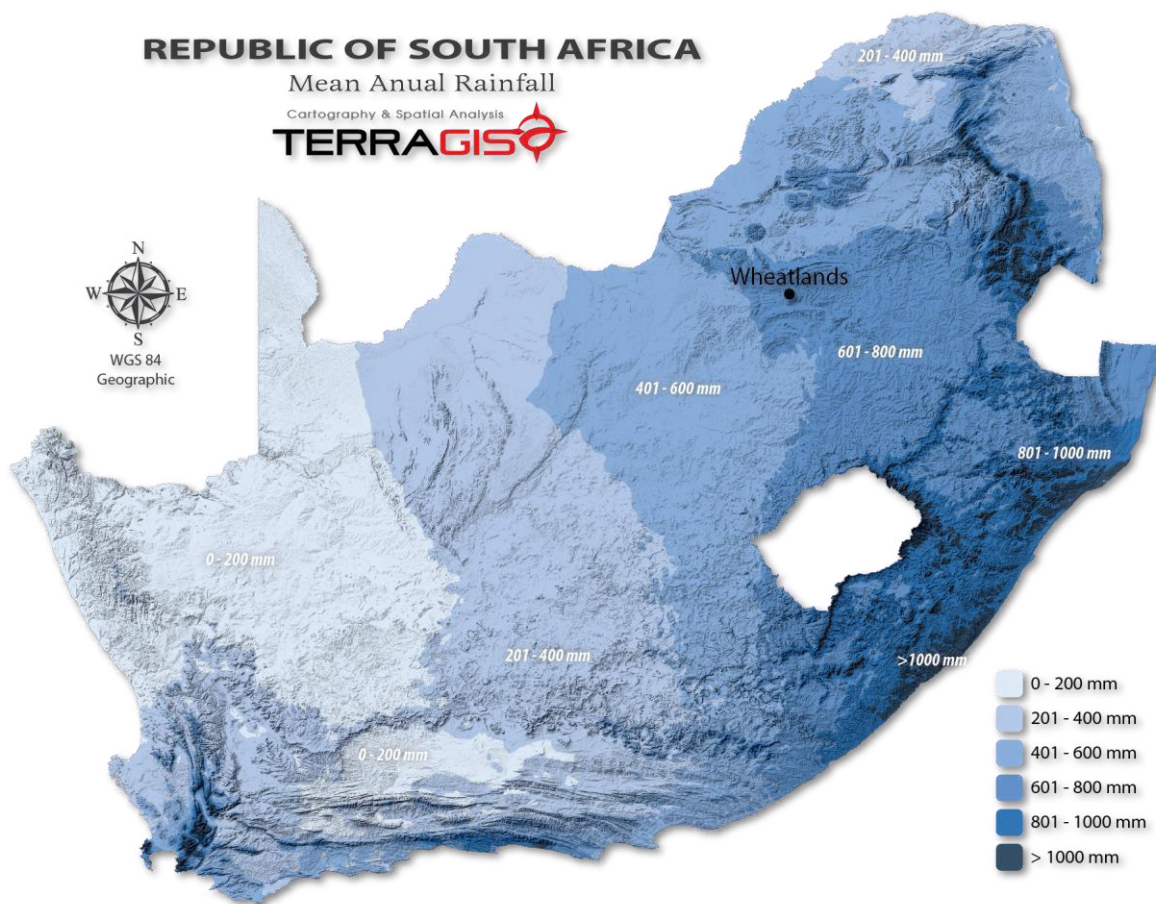 REPUBLIC OF SOUTH AFRICA
Mean Anual Rainfall
Cartography & Spatial Analysis
TERRAGIS
201 - 400 mm
N
W E
S
WGS 84
Geographic
Wheatlands
601 - 800 mm
401 - 600 mm
801 - 1000 mm
0 - 200 mm
201 - 400 mm
>1000 mm
0 - 200 mm
0 - 200 mm
201 - 400 mm
401 - 600 mm
601 - 800 mm
801 - 1000 mm
> 1000 mm